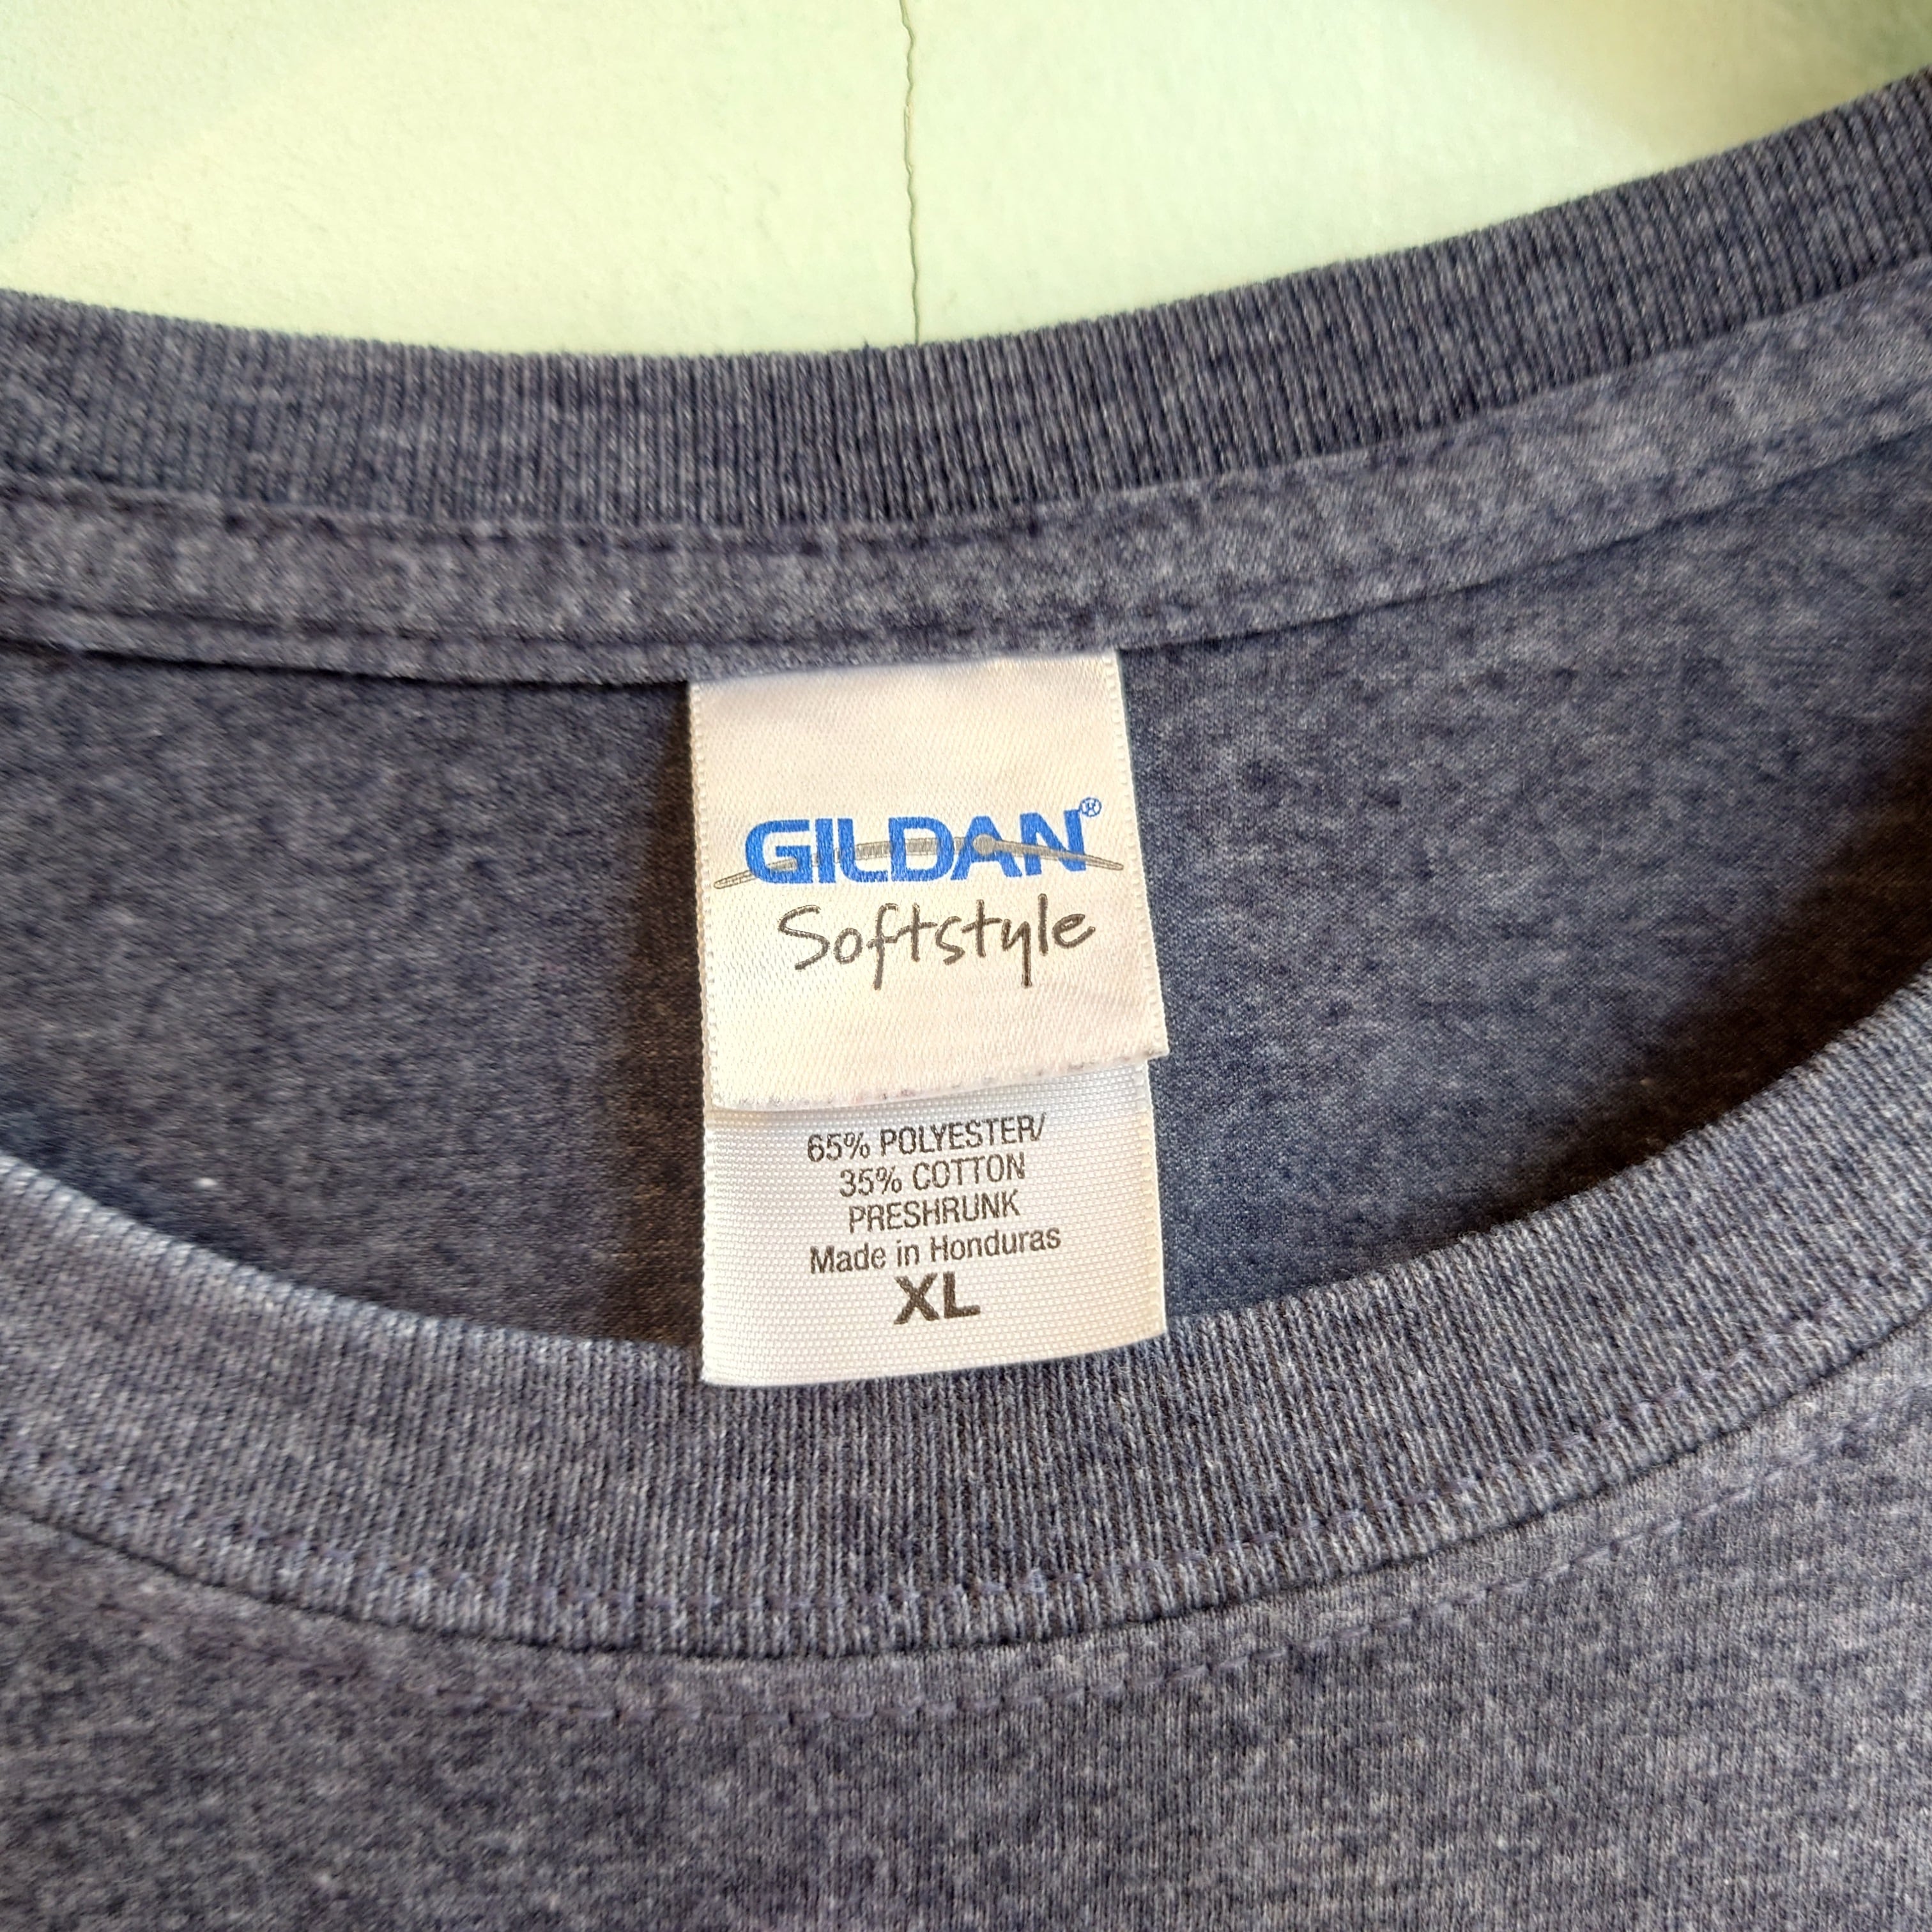 GILDAN®
Softstyle
65% POLYESTER/
35% COTTON
PRESHRUNK
Made in Honduras
XL